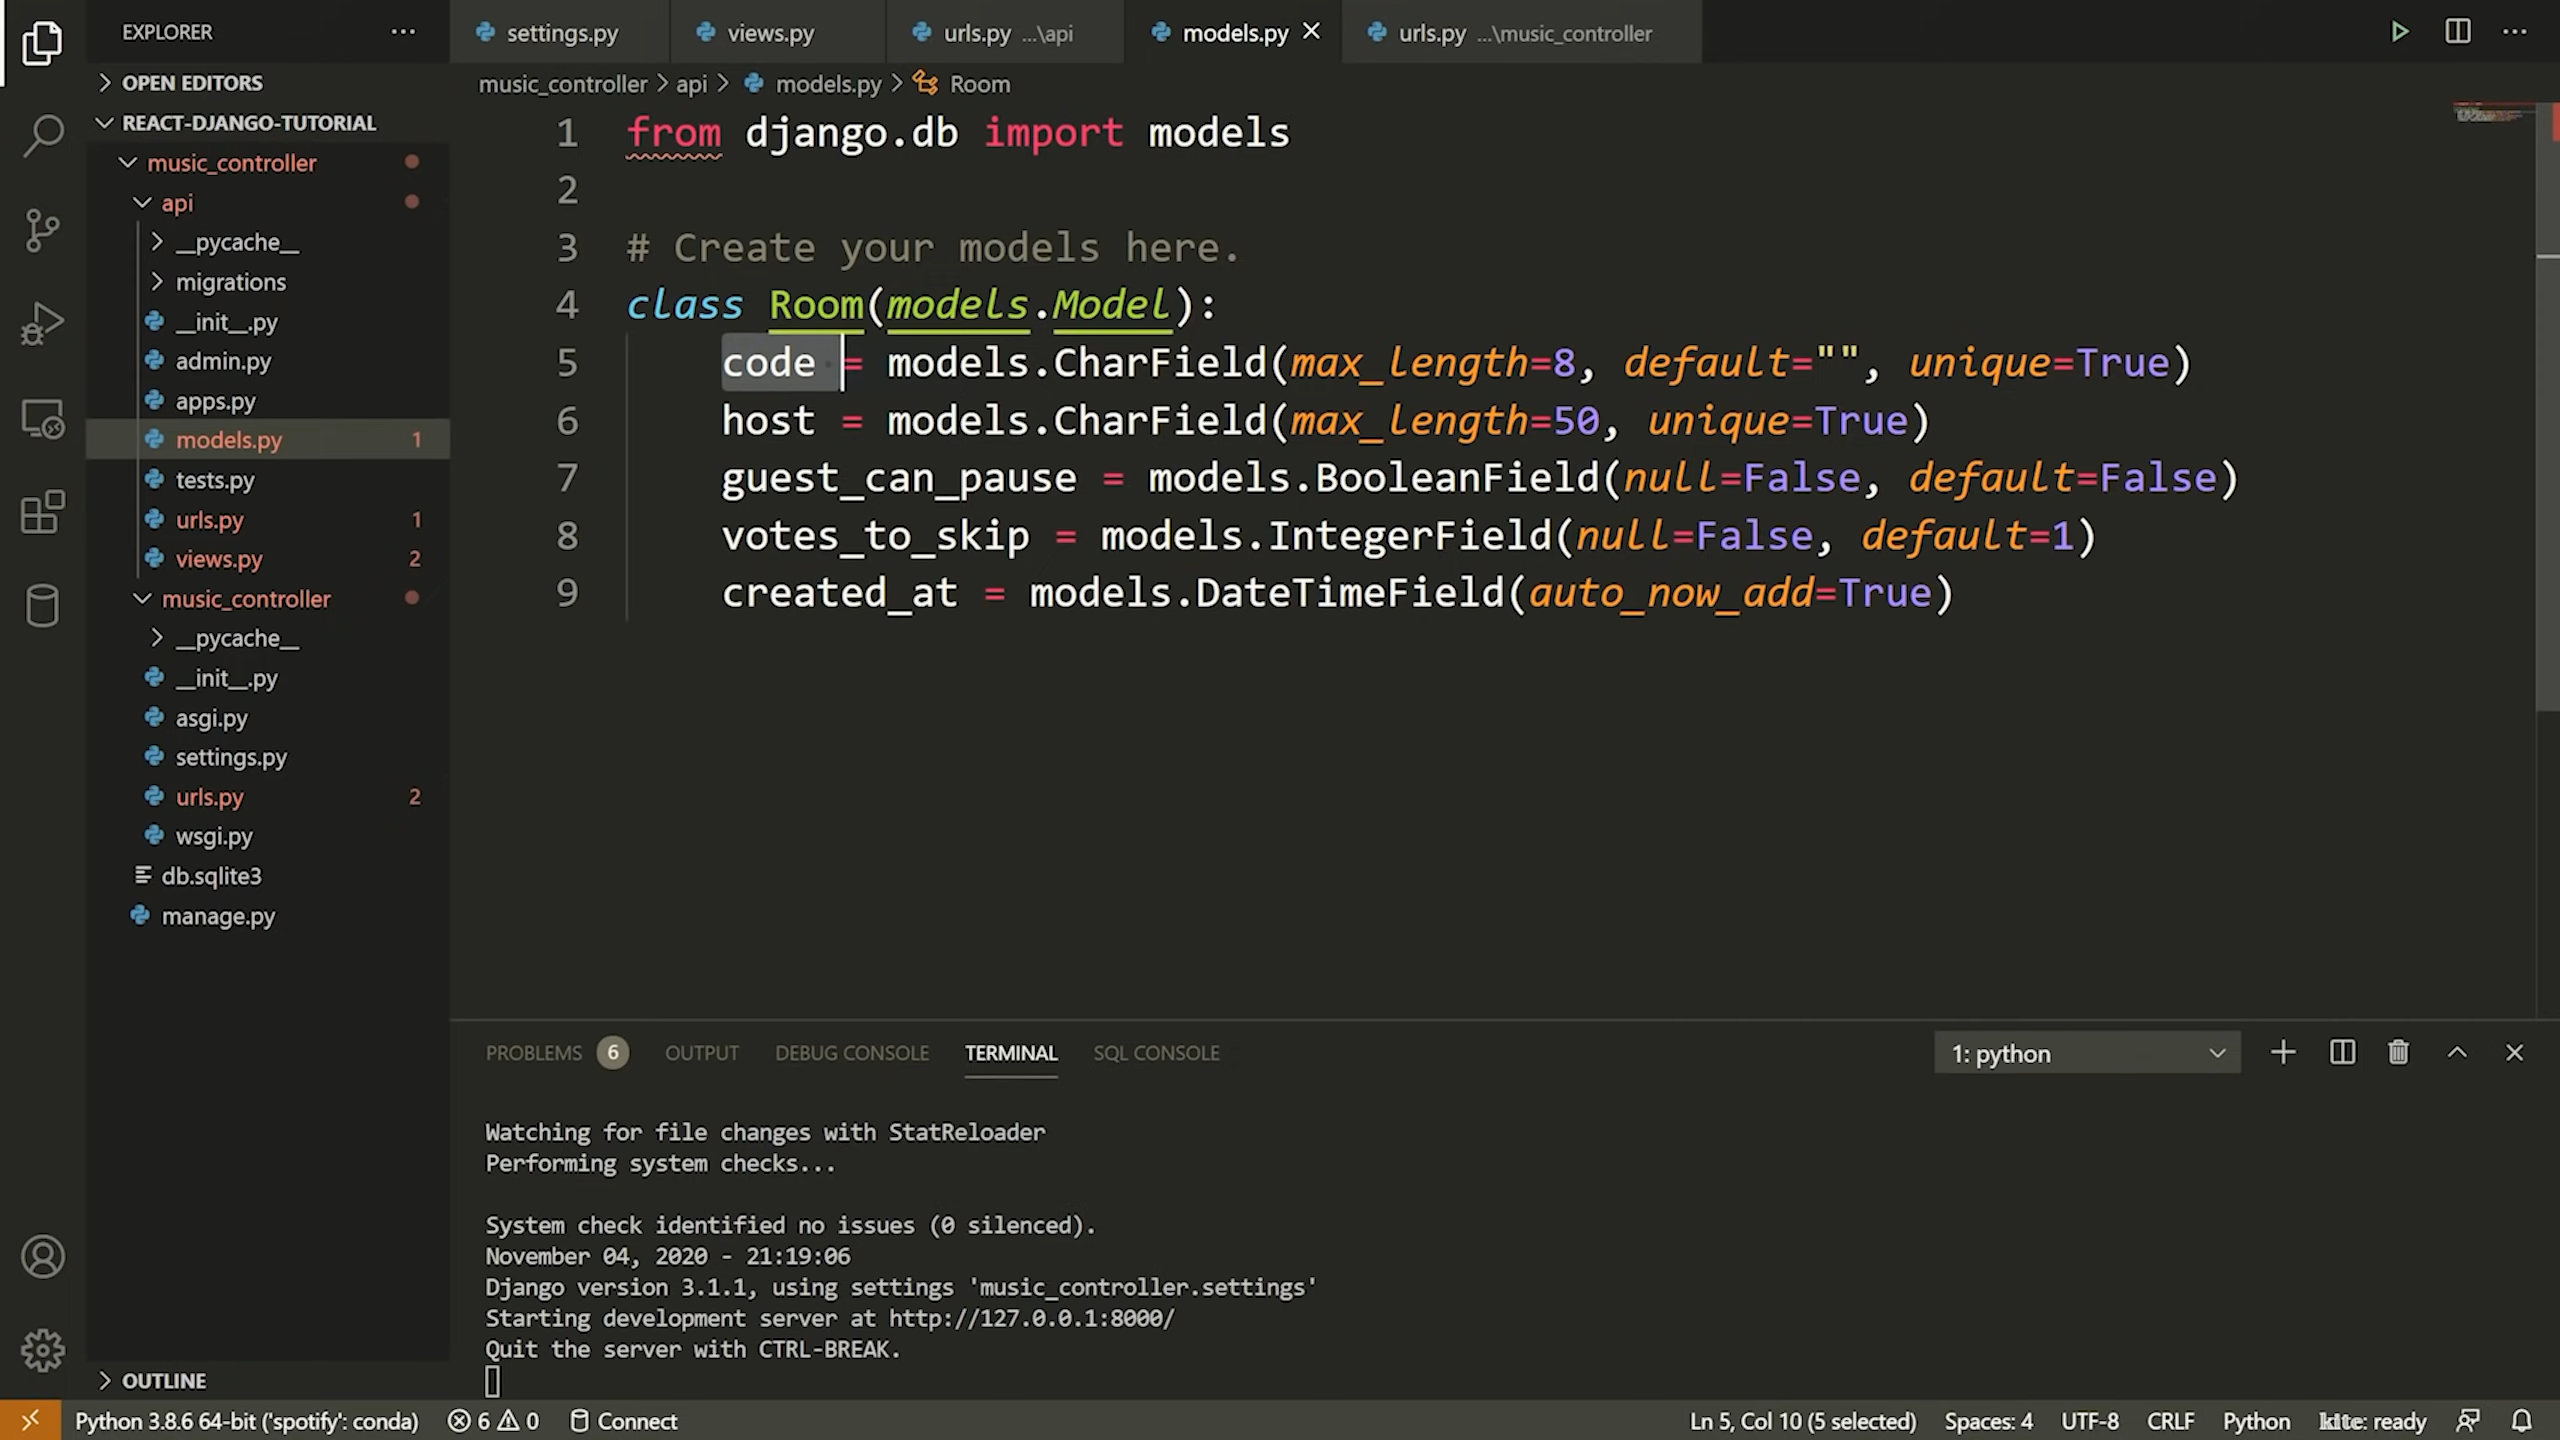 EXPLORER
settings.py
views.py
urls.py ...\api
models.py
urls.py ...\music_controller
OPEN EDITORS
music_controller > api > models.py > Room
REACT-DJANGO-TUTORIAL
music_controller
api
__pycache__
migrations
__init__.py
admin.py
apps.py
models.py 1
tests.py
urls.py 1
views.py 2
music_controller
__pycache__
__init__.py
asgi.py
settings.py
urls.py 2
wsgi.py
db.sqlite3
manage.py
OUTLINE
1 from django.db import models
2
3 # Create your models here.
4 class Room(models.Model):
5 code = models.CharField(max_length=8, default="", unique=True)
6 host = models.CharField(max_length=50, unique=True)
7 guest_can_pause = models.BooleanField(null=False, default=False)
8 votes_to_skip = models.IntegerField(null=False, default=1)
9 created_at = models.DateTimeField(auto_now_add=True)
PROBLEMS 6 OUTPUT DEBUG CONSOLE TERMINAL SQL CONSOLE 1: python
Watching for file changes with StatReloader
Performing system checks...
System check identified no issues (0 silenced).
November 04, 2020 - 21:19:06
Django version 3.1.1, using settings 'music_controller.settings'
Starting development server at http://127.0.0.1:8000/
Quit the server with CTRL-BREAK.
Python 3.8.6 64-bit ('spotify': conda) 6 0 Connect Ln 5, Col 10 (5 selected) Spaces: 4 UTF-8 CRLF Python kite: ready